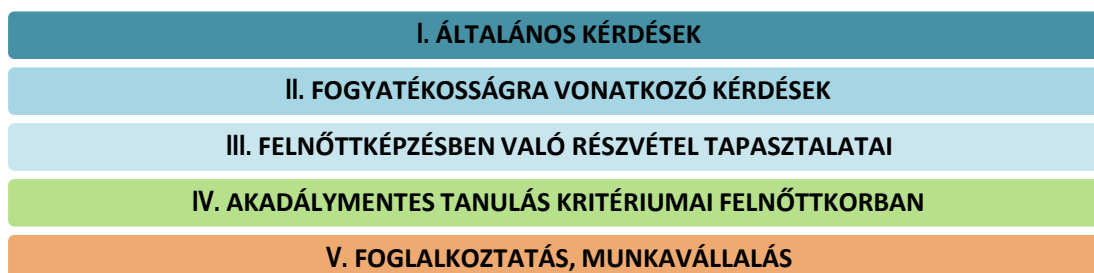 I. ÁLTALÁNOS KÉRDÉSEK
II. FOGYATÉKOSSÁGRA VONATKOZÓ KÉRDÉSEK
III. FELNŐTTKÉPZÉSBEN VALÓ RÉSZVÉTEL TAPASZTALATAI
IV. AKADÁLYMENTES TANULÁS KRITÉRIUMAI FELNŐTTKORBAN
V. FOGLALKOZTATÁS, MUNKAVÁLLALÁS